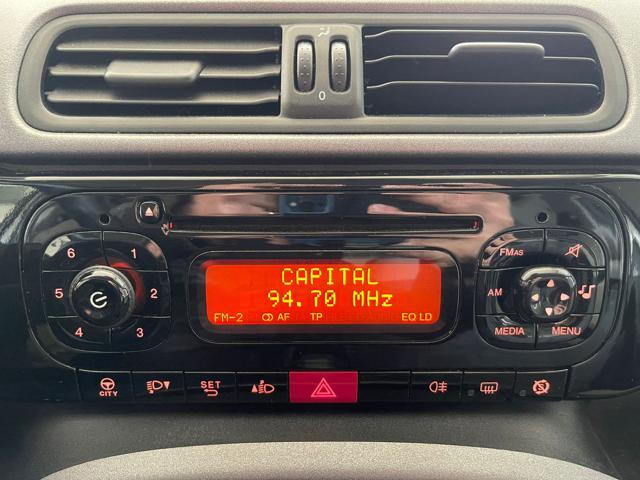 0
CAPITAL
94.70 MHz
FM-2 AF TP EQ LD
6 1
5 2
4 3
FMAS
AM
MEDIA MENU
CITY SET